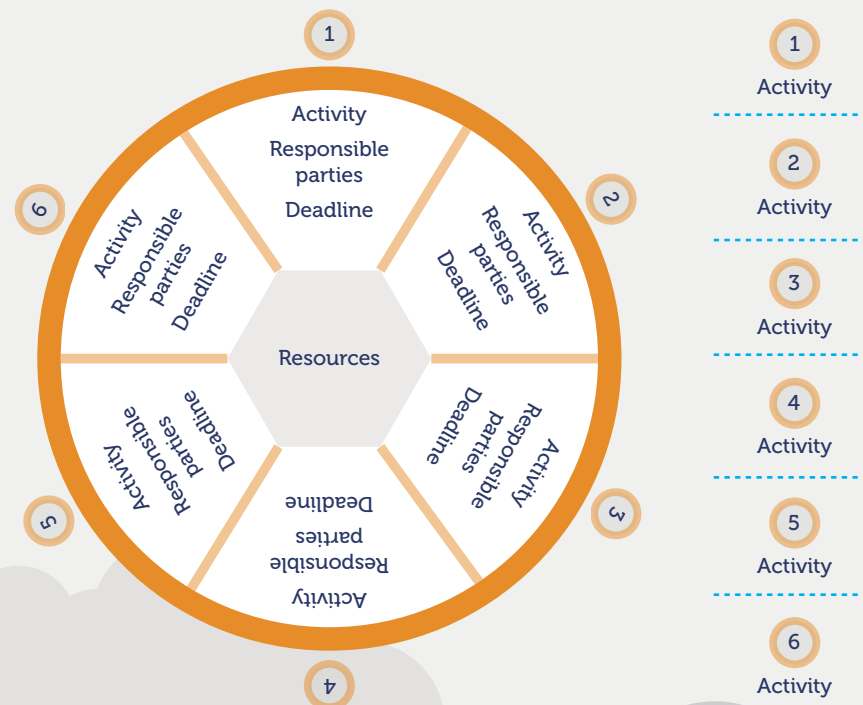 1
Activity
Responsible
parties
Deadline
2
Activity
Responsible
parties
Deadline
3
Activity
Responsible
parties
Deadline
4
Activity
Responsible
parties
Deadline
5
Activity
Responsible
parties
Deadline
6
Activity
Responsible
parties
Deadline
Resources
1
Activity
2
Activity
3
Activity
4
Activity
5
Activity
6
Activity